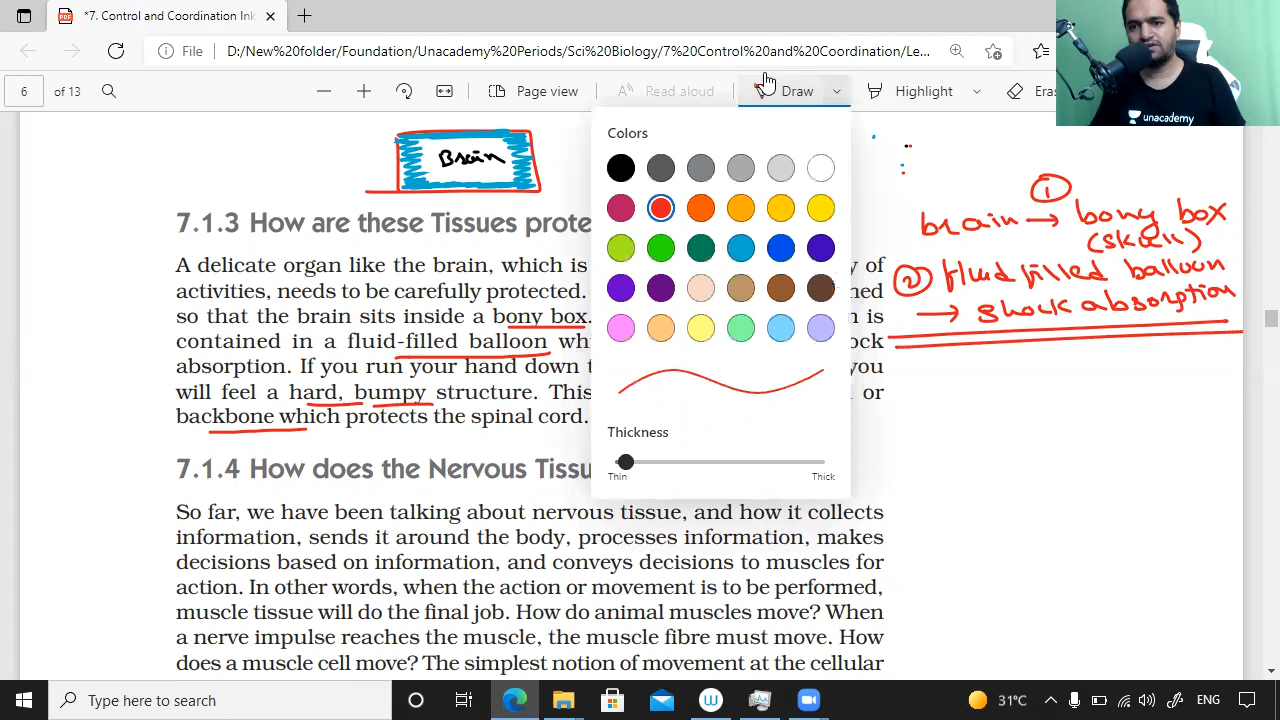 *7. Control and Coordination Ink
File
D:/New%20folder/Foundation/Unacademy%20Periods/Sci%20Biology/7%20Control%20and%20Coordination/Le...
6 of 13
Page view
Read aloud
Draw
Highlight
Eras
unacademy
Brain
Colors
Thickness
Thin
Thick
7.1.3 How are these Tissues prote
A delicate organ like the brain, which is
y of
activities, needs to be carefully protected.
ned
so that the brain sits inside a bony box.
n is
contained in a fluid-filled balloon wh
ock
absorption. If you run your hand down t
you
will feel a hard, bumpy structure. This
or
backbone which protects the spinal cord.
7.1.4 How does the Nervous Tissu
So far, we have been talking about nervous tissue, and how it collects
information, sends it around the body, processes information, makes
decisions based on information, and conveys decisions to muscles for
action. In other words, when the action or movement is to be performed,
muscle tissue will do the final job. How do animal muscles move? When
a nerve impulse reaches the muscle, the muscle fibre must move. How
does a muscle cell move? The simplest notion of movement at the cellular
①
brain → bony box
(skull)
② fluid filled balloon
→ shock absorption
Type here to search
31°C
ENG